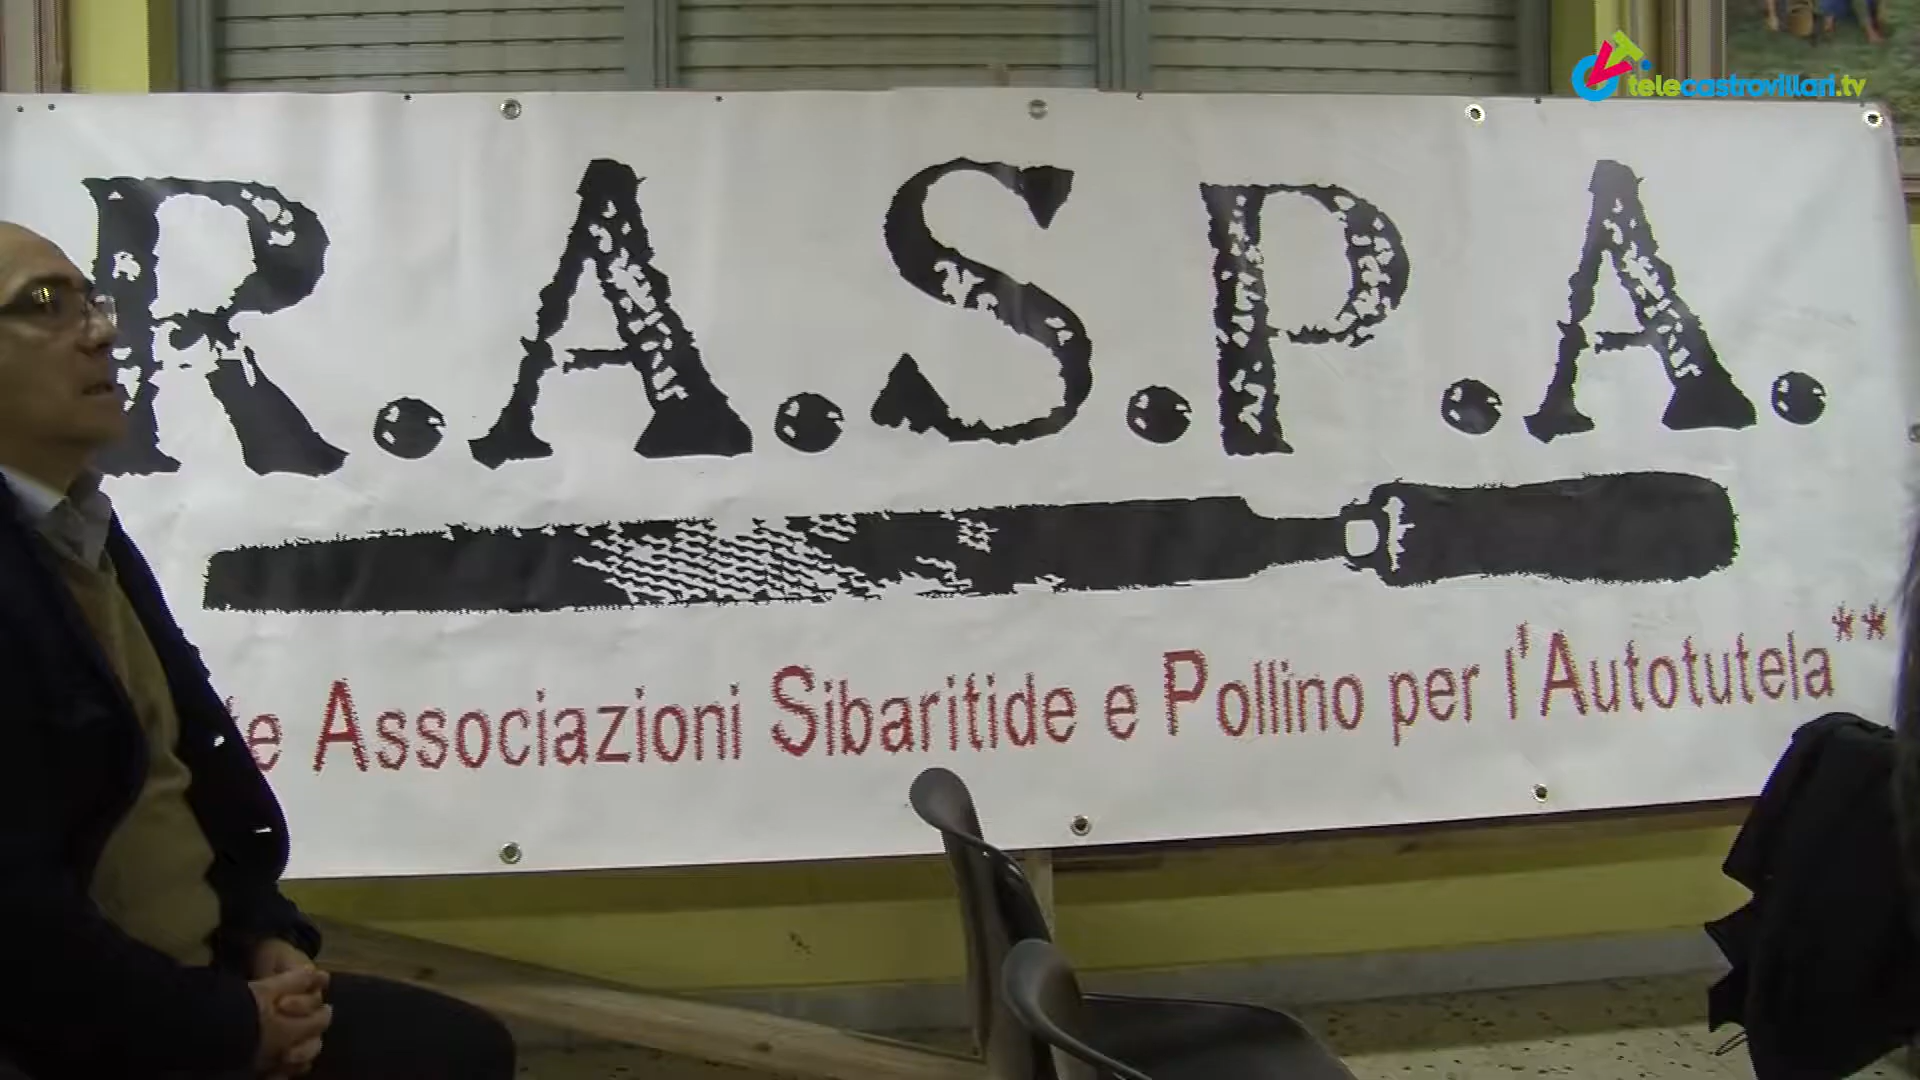 telecastrovillari.tv
R.A.S.P.A.
Associazioni Sibaritide e Pollino per l'Autotutela**